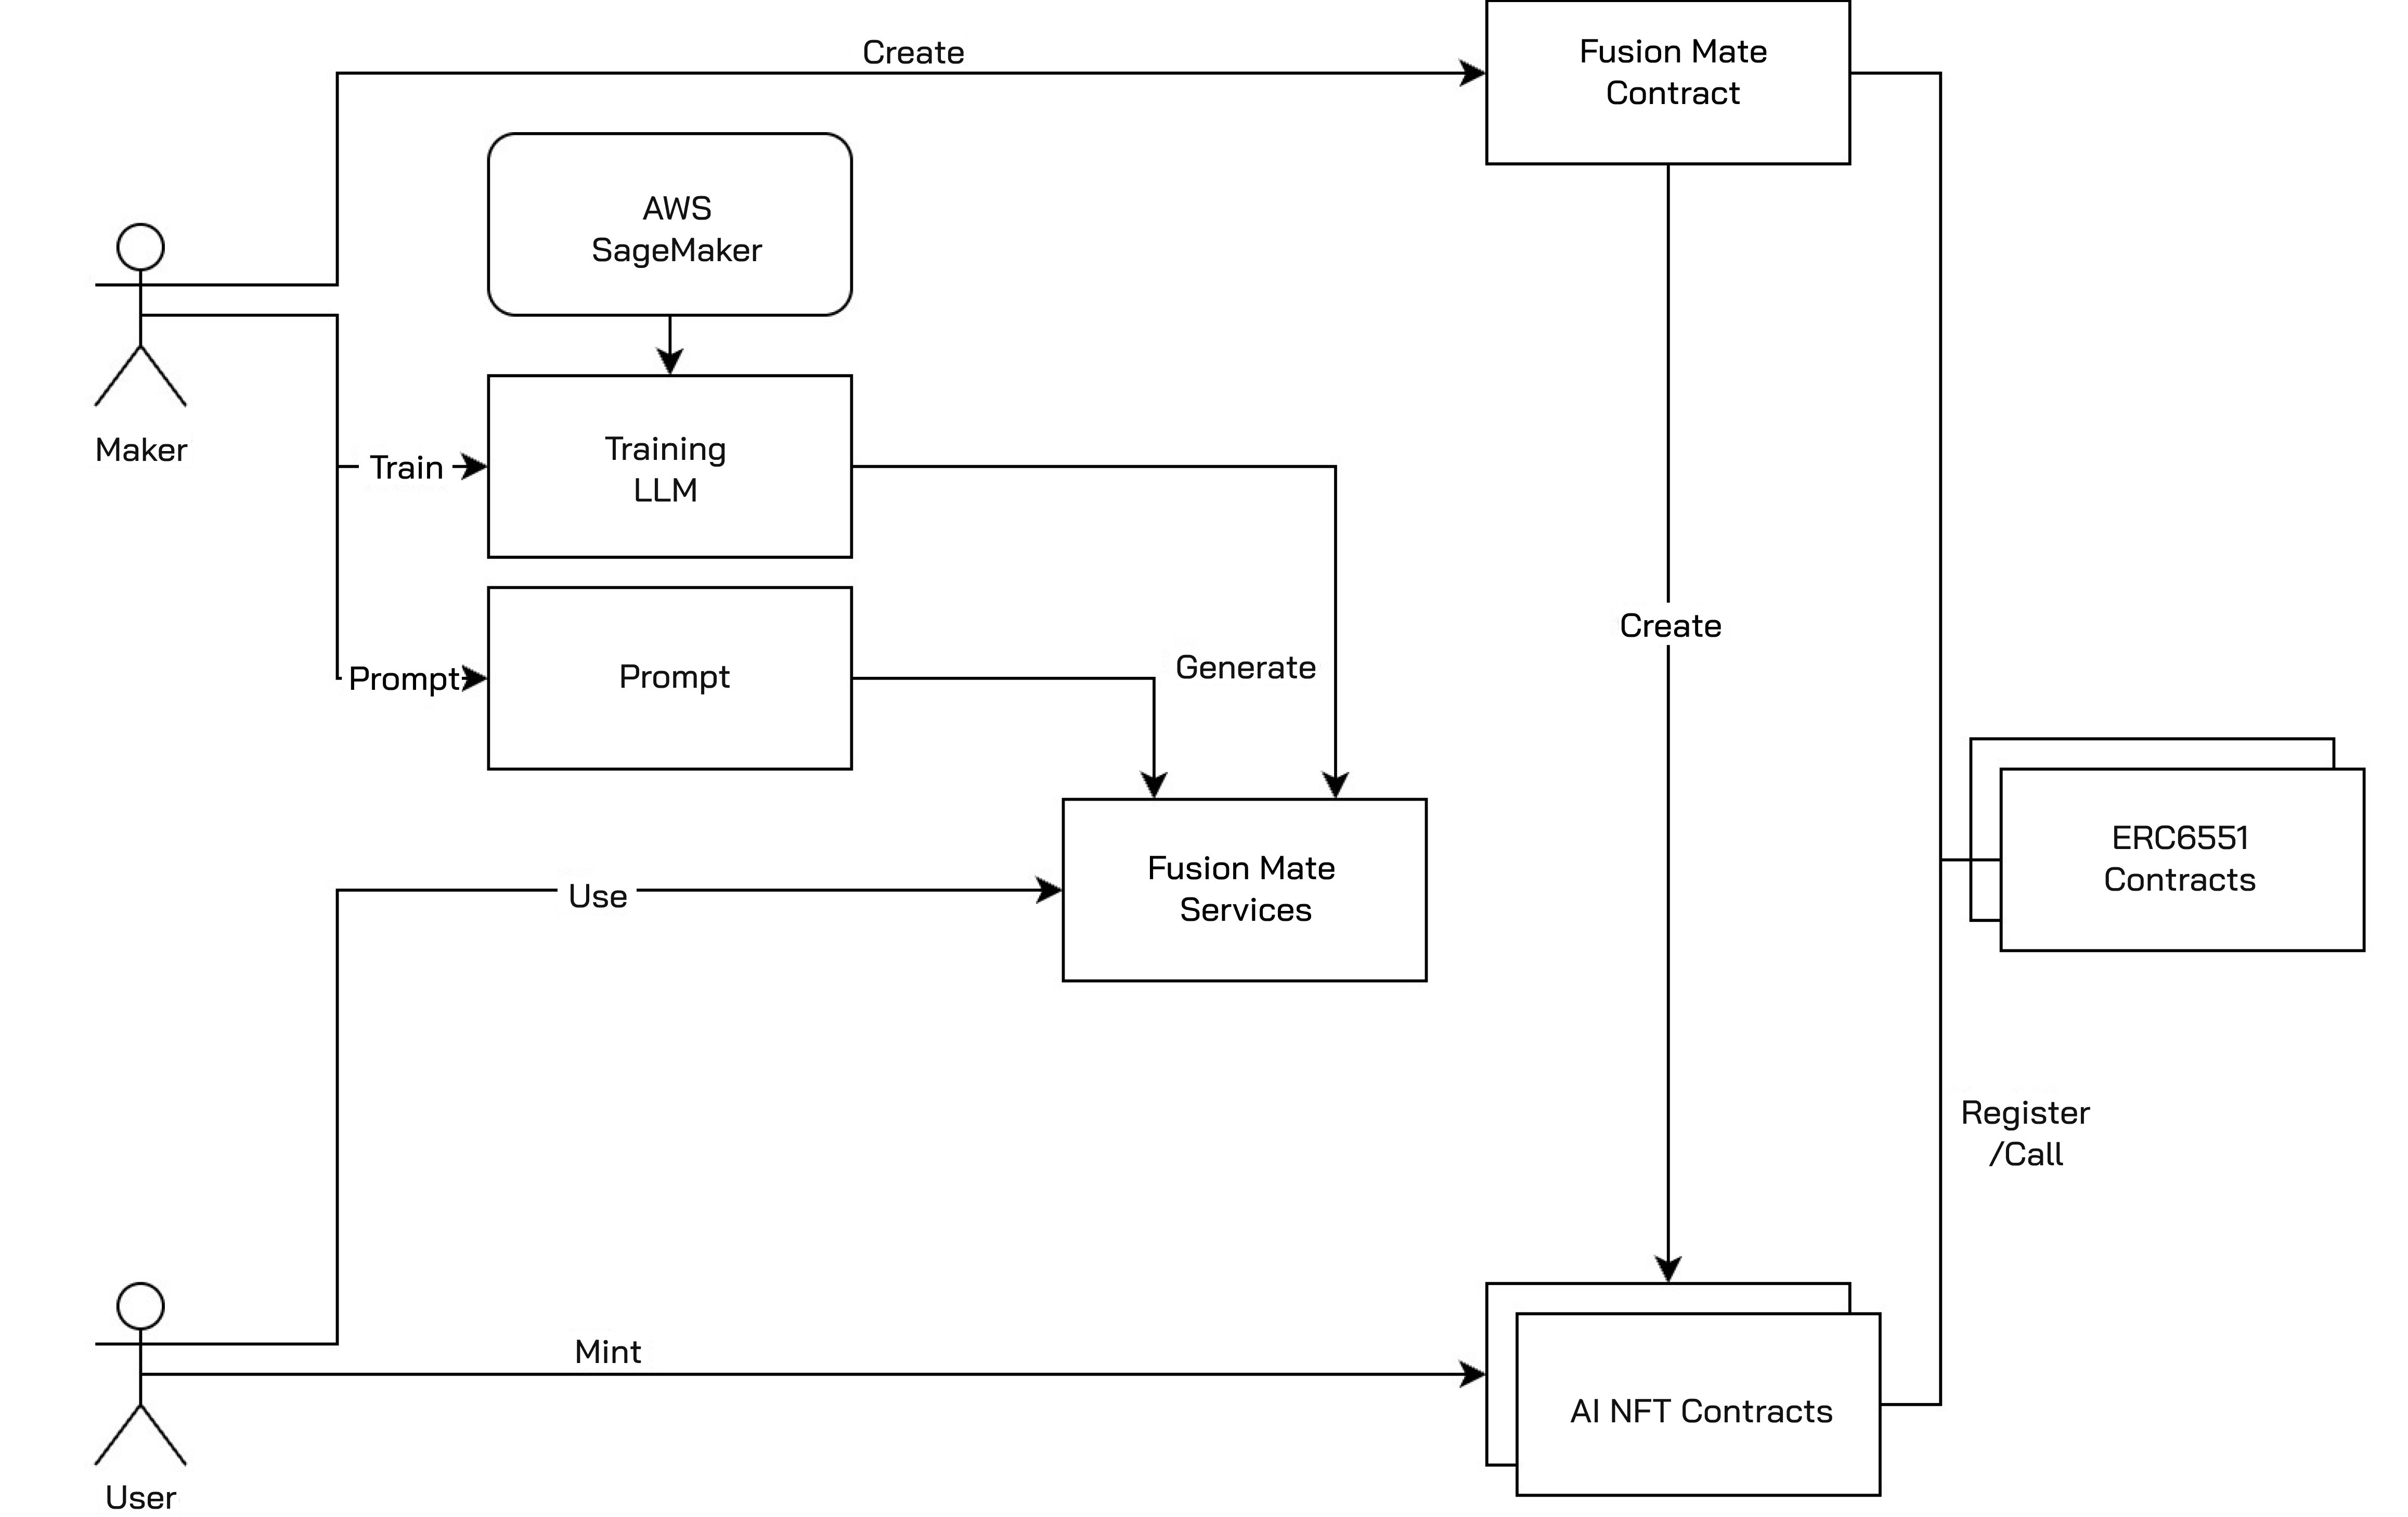 Create
Fusion Mate
Contract
AWS
SageMaker
Maker
Train
Training
LLM
Create
Prompt
Prompt
Generate
ERC6551
Contracts
Use
Fusion Mate
Services
Register
/Call
Mint
AI NFT Contracts
User